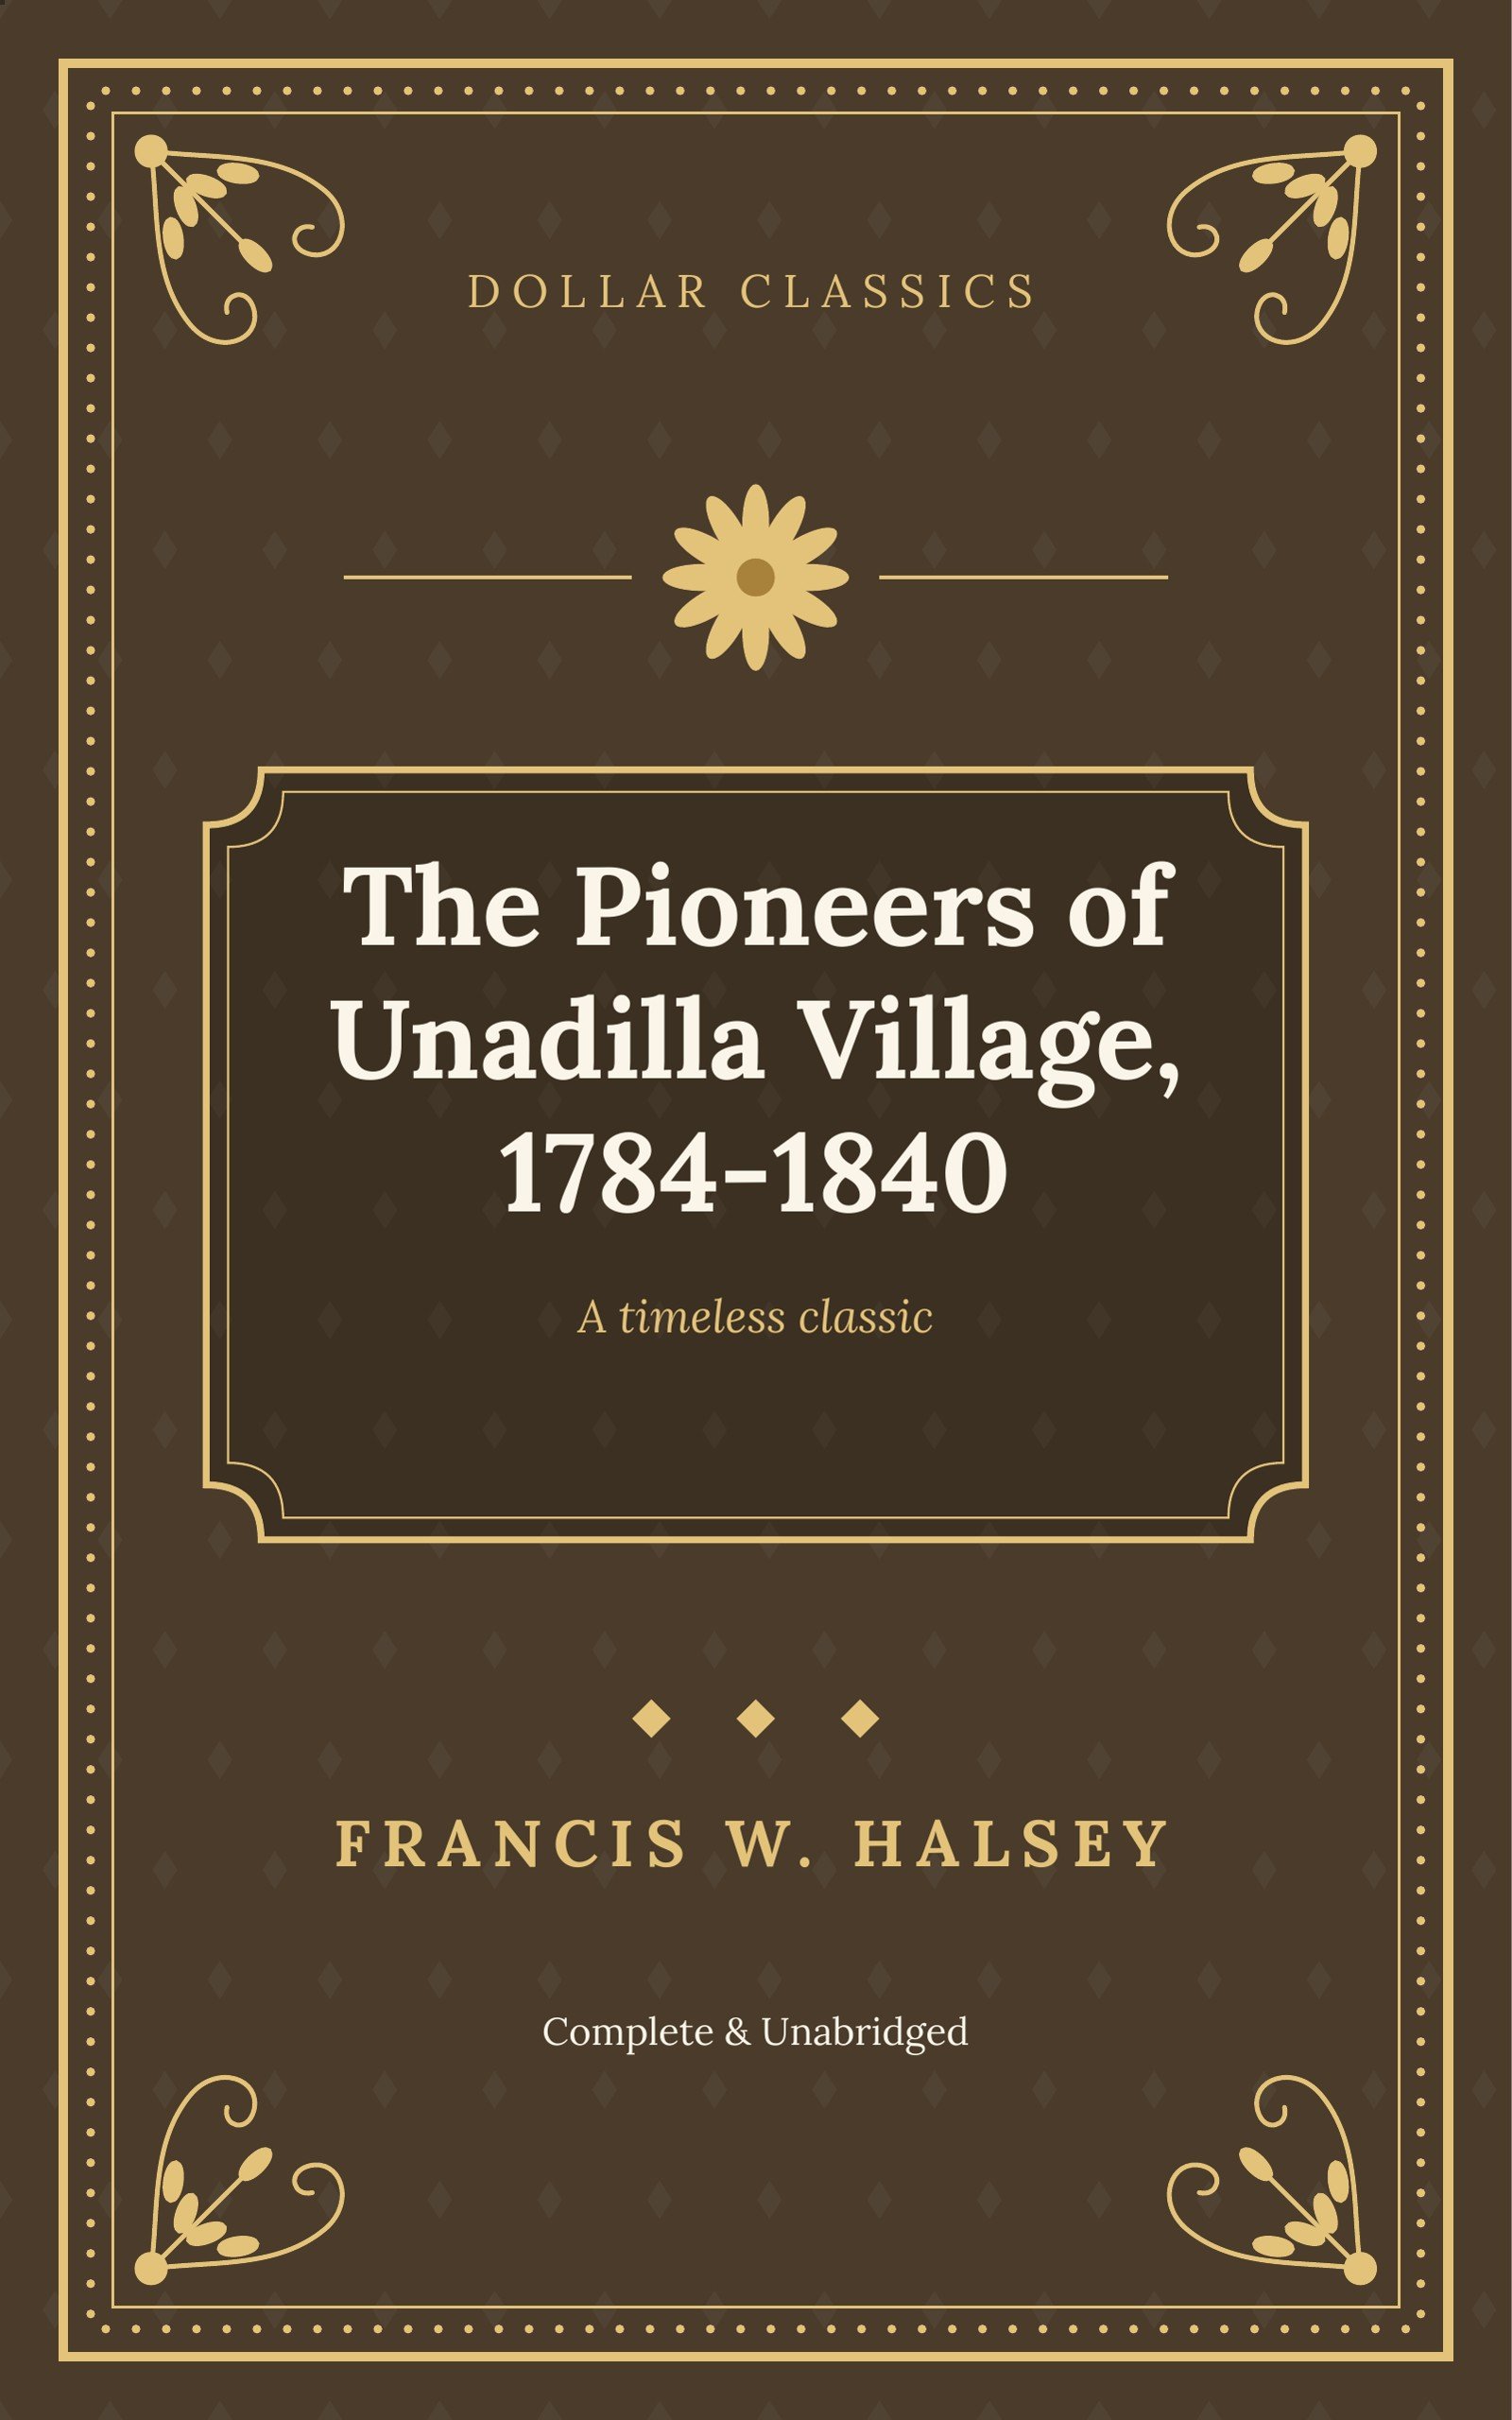 DOLLAR CLASSICS
The Pioneers of
Unadilla Village,
1784-1840
A timeless classic
FRANCIS W. HALSEY
Complete & Unabridged